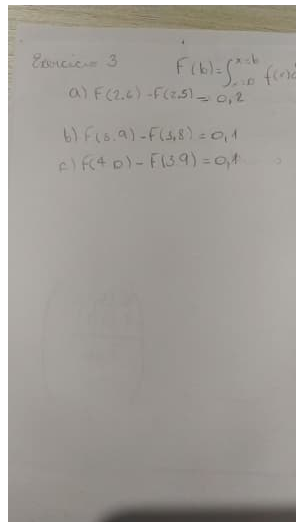 Exercício 3 F(b)=∫_{x=0}^{x=b} f(x)
a) F(2.6) - F(2,5) = 0,2
b) F(3.9) - F(3,8) = 0,1
c) F(4.0) - F(3.9) = 0,1